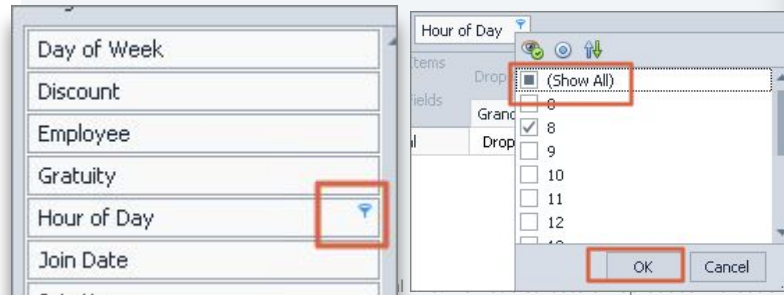 Day of Week
Discount
Employee
Gratuity
Hour of Day
Join Date
Hour of Day
Items
Drop
(Show All)
Fields
0
Grand
8
Drop
9
10
11
12
OK
Cancel